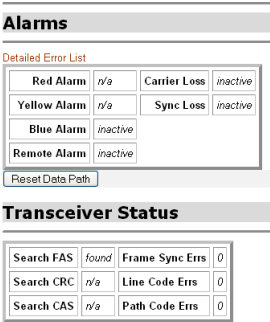 Alarms
Detailed Error List
Red Alarm n/a Carrier Loss inactive
Yellow Alarm n/a Sync Loss inactive
Blue Alarm inactive
Remote Alarm inactive
Reset Data Path
Transceiver Status
Search FAS found Frame Sync Errs 0
Search CRC n/a Line Code Errs 0
Search CAS n/a Path Code Errs 0